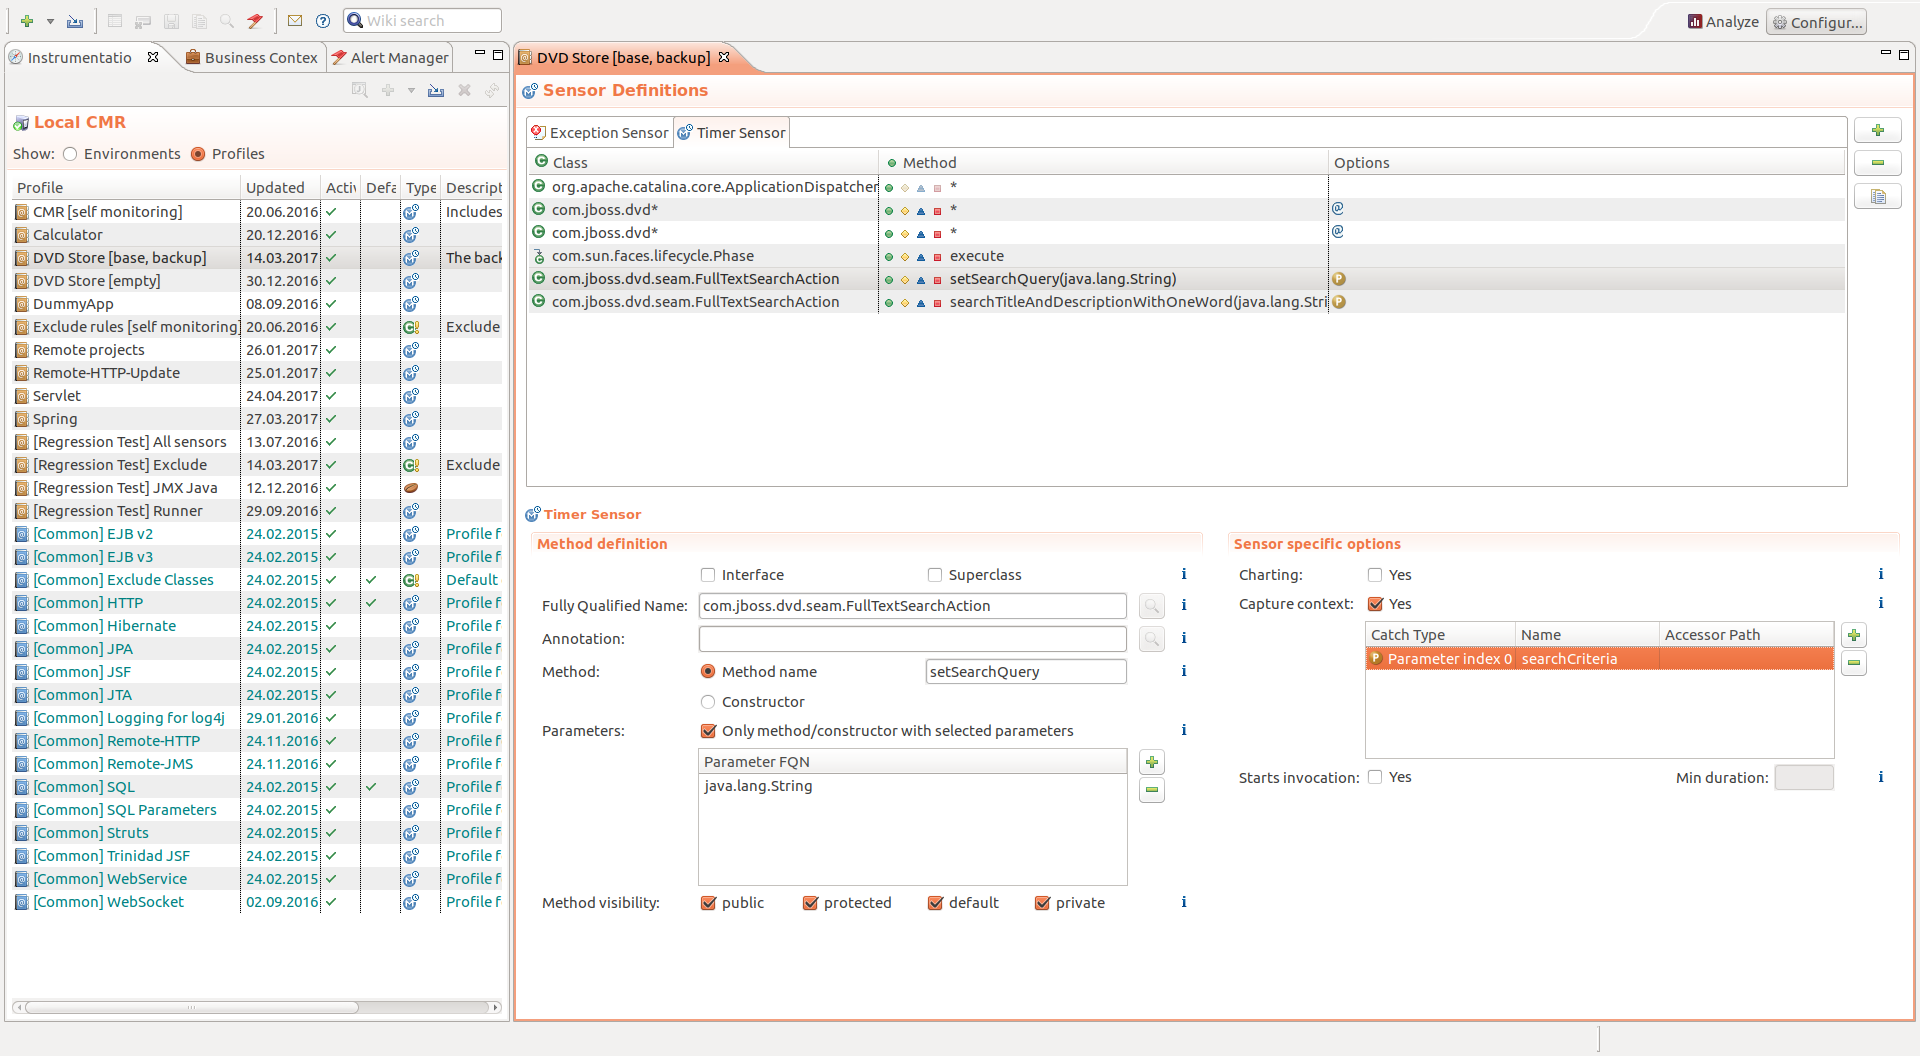 Wiki search
Analyze
Configur...
Instrumentatio
Business Contex
Alert Manager
DVD Store [base, backup]
Local CMR
Show: Environments Profiles
Profile Updated Activ Defa Type Descript
CMR [self monitoring] 20.06.2016 Includes
Calculator 20.12.2016
DVD Store [base, backup] 14.03.2017 The back
DVD Store [empty] 30.12.2016
DummyApp 08.09.2016
Exclude rules [self monitoring] 20.06.2016 Exclude
Remote projects 26.01.2017
Remote-HTTP-Update 25.01.2017
Servlet 24.04.2017
Spring 27.03.2017
[Regression Test] All sensors 13.07.2016
[Regression Test] Exclude 14.03.2017 Exclude
[Regression Test] JMX Java 12.12.2016
[Regression Test] Runner 29.09.2016
[Common] EJB v2 24.02.2015 Profile f
[Common] EJB v3 24.02.2015 Profile f
[Common] Exclude Classes 24.02.2015 Default
[Common] HTTP 24.02.2015 Profile f
[Common] Hibernate 24.02.2015 Profile f
[Common] JPA 24.02.2015 Profile f
[Common] JSF 24.02.2015 Profile f
[Common] JTA 24.02.2015 Profile f
[Common] Logging for log4j 29.01.2016 Profile f
[Common] Remote-HTTP 24.11.2016 Profile f
[Common] Remote-JMS 24.11.2016 Profile f
[Common] SQL 24.02.2015 Profile f
[Common] SQL Parameters 24.02.2015 Profile f
[Common] Struts 24.02.2015 Profile f
[Common] Trinidad JSF 24.02.2015 Profile f
[Common] WebService 24.02.2015 Profile f
[Common] WebSocket 02.09.2016 Profile f
Sensor Definitions
Exception Sensor Timer Sensor
Class Method Options
org.apache.catalina.core.ApplicationDispatcher *
com.jboss.dvd* * @
com.jboss.dvd* * @
com.sun.faces.lifecycle.Phase execute
com.jboss.dvd.seam.FullTextSearchAction setSearchQuery(java.lang.String) P
com.jboss.dvd.seam.FullTextSearchAction searchTitleAndDescriptionWithOneWord(java.lang.Stri P
Timer Sensor
Method definition
Interface Superclass
Fully Qualified Name: com.jboss.dvd.seam.FullTextSearchAction
Annotation:
Method: Method name setSearchQuery
Constructor
Parameters: Only method/constructor with selected parameters
Parameter FQN
java.lang.String
Method visibility: public protected default private
Sensor specific options
Charting: Yes
Capture context: Yes
Catch Type Name Accessor Path
P Parameter index 0 searchCriteria
Starts invocation: Yes Min duration: